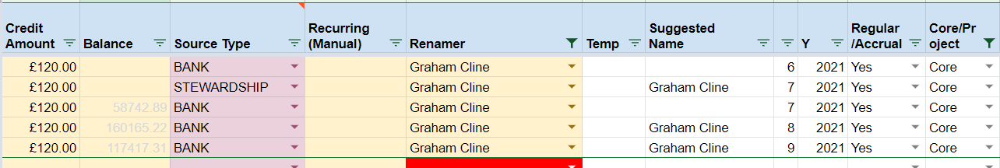 Credit Amount Balance Source Type Recurring (Manual) Renamer Temp Suggested Name Y Regular /Accrual Core/Pr oject
£120.00 BANK Graham Cline 6 2021 Yes Core
£120.00 STEWARDSHIP Graham Cline Graham Cline 7 2021 Yes Core
£120.00 58742.89 BANK Graham Cline 7 2021 Yes Core
£120.00 160165.22 BANK Graham Cline Graham Cline 8 2021 Yes Core
£120.00 117417.31 BANK Graham Cline Graham Cline 9 2021 Yes Core